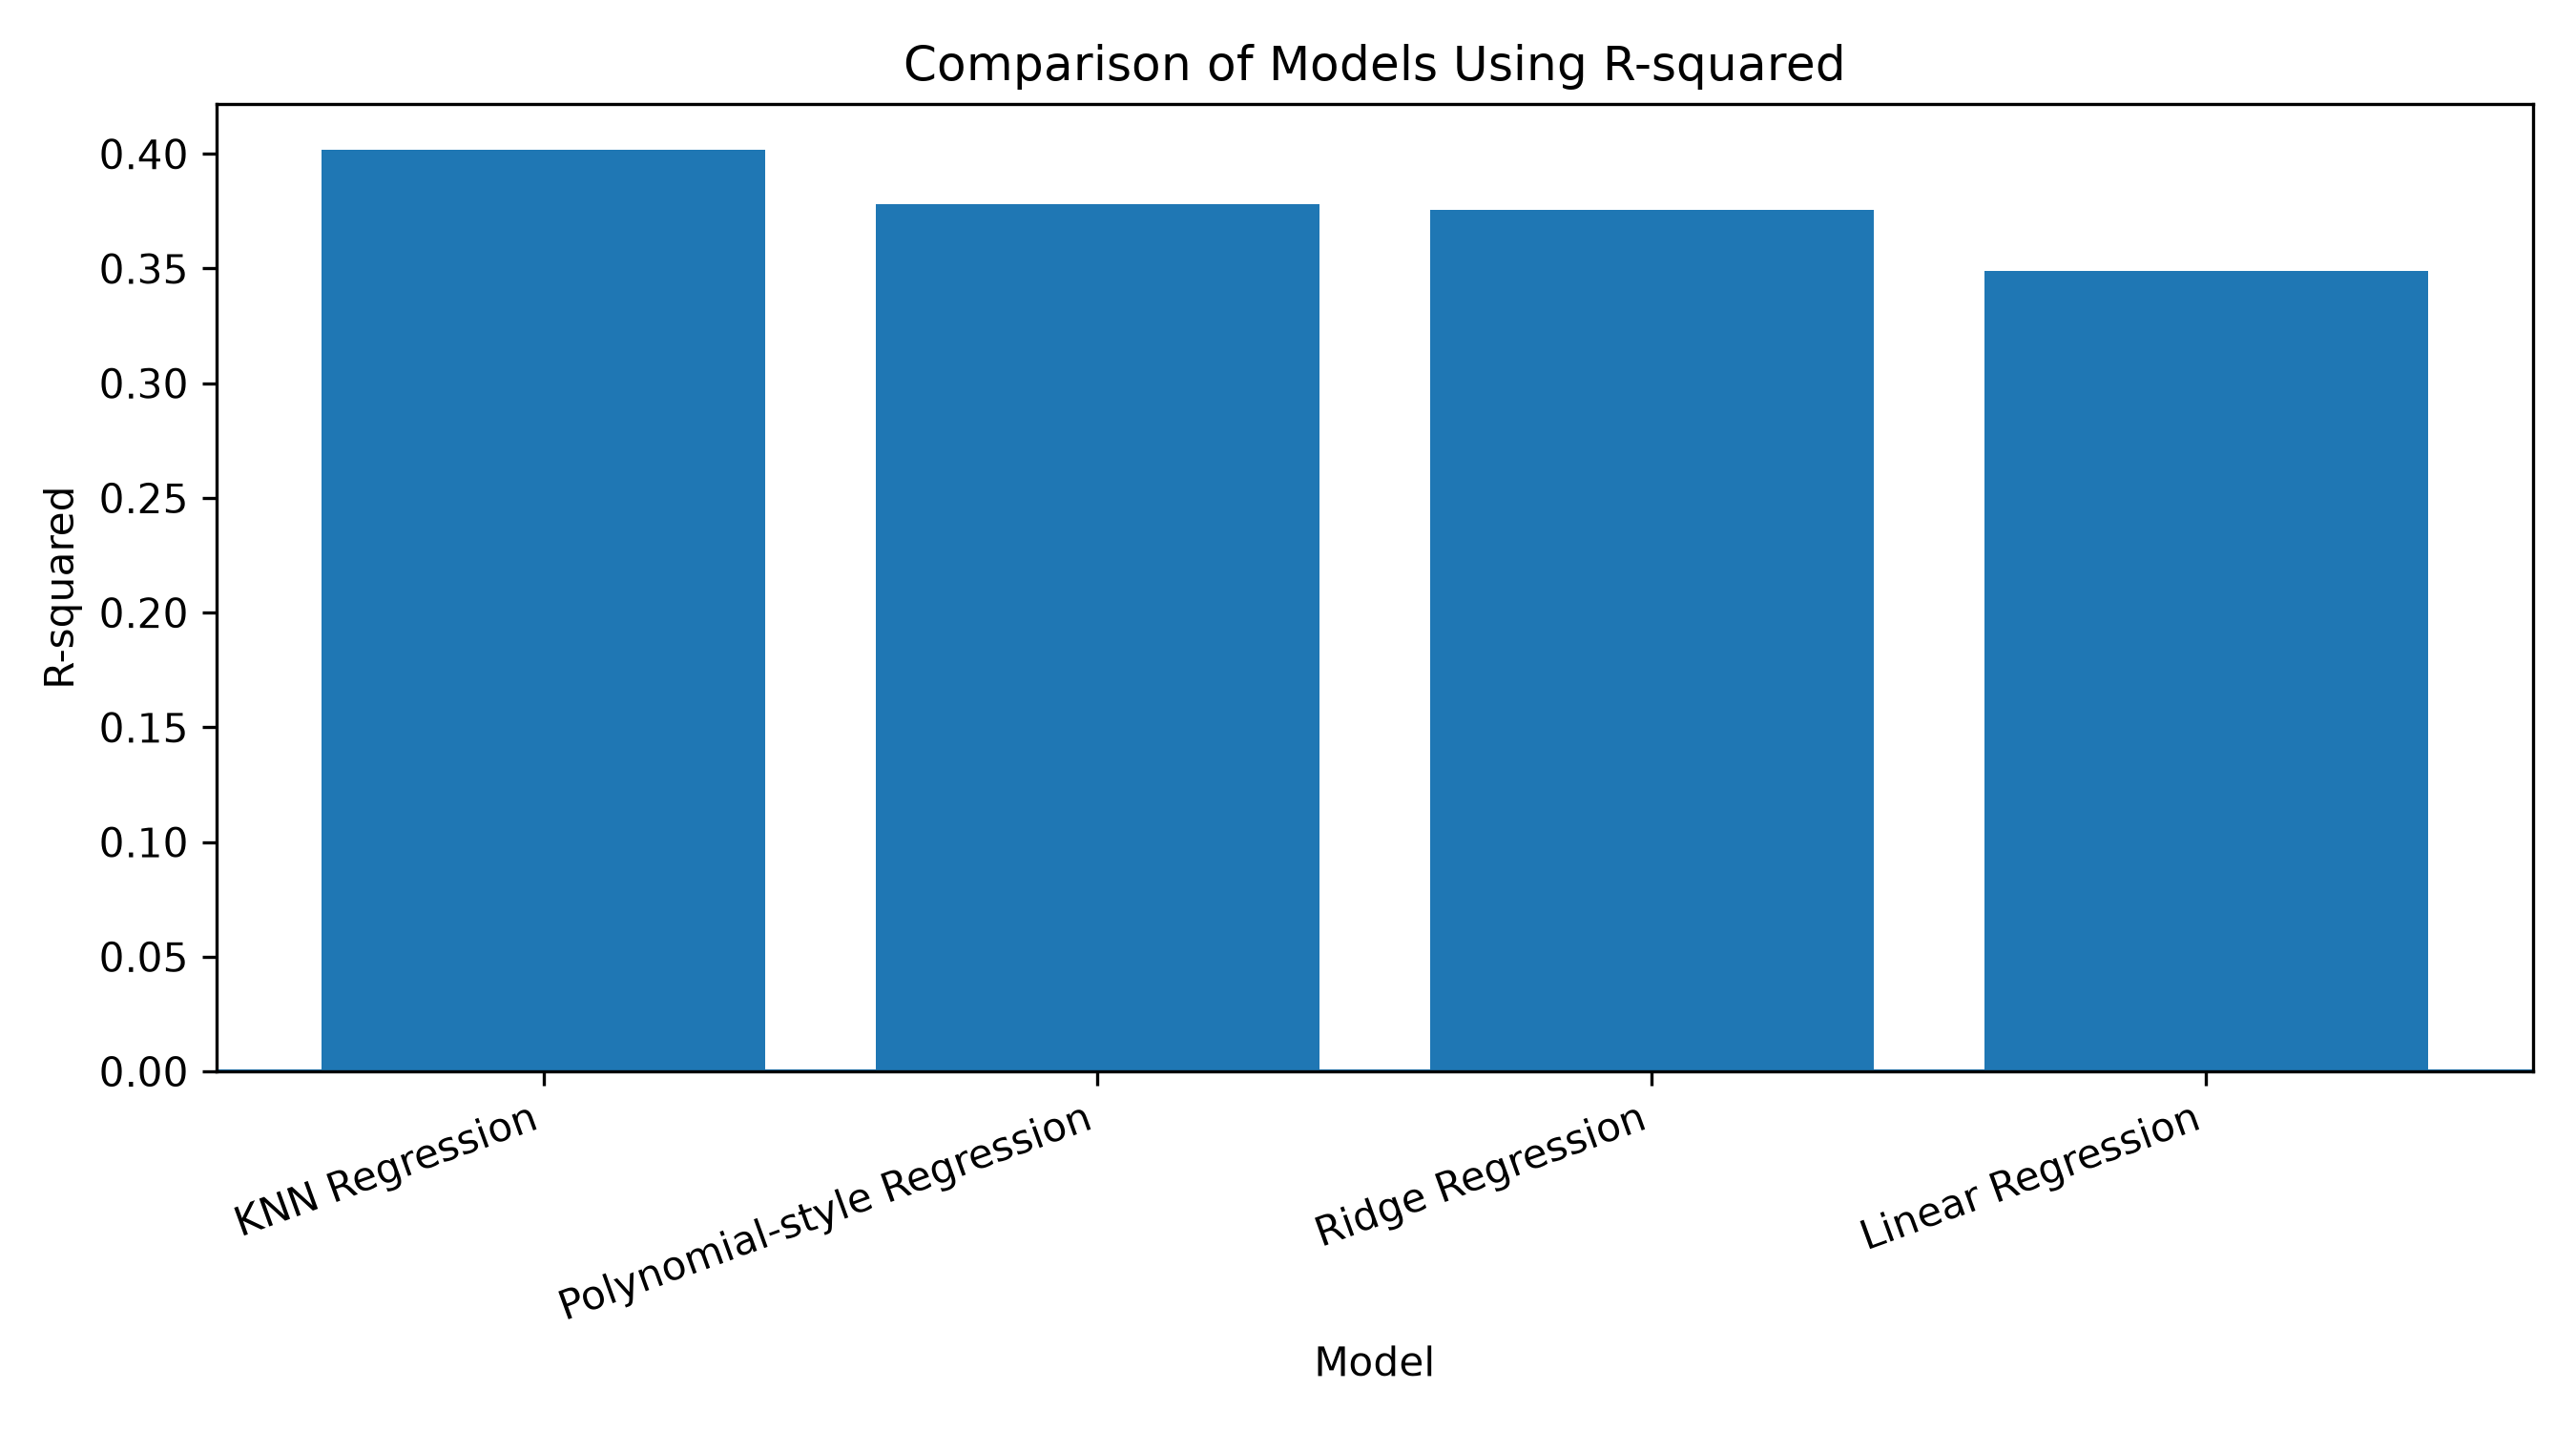 Comparison of Models Using R-squared
R-squared
0.40
0.35
0.30
0.25
0.20
0.15
0.10
0.05
0.00
KNN Regression
Polynomial-style Regression
Ridge Regression
Linear Regression
Model